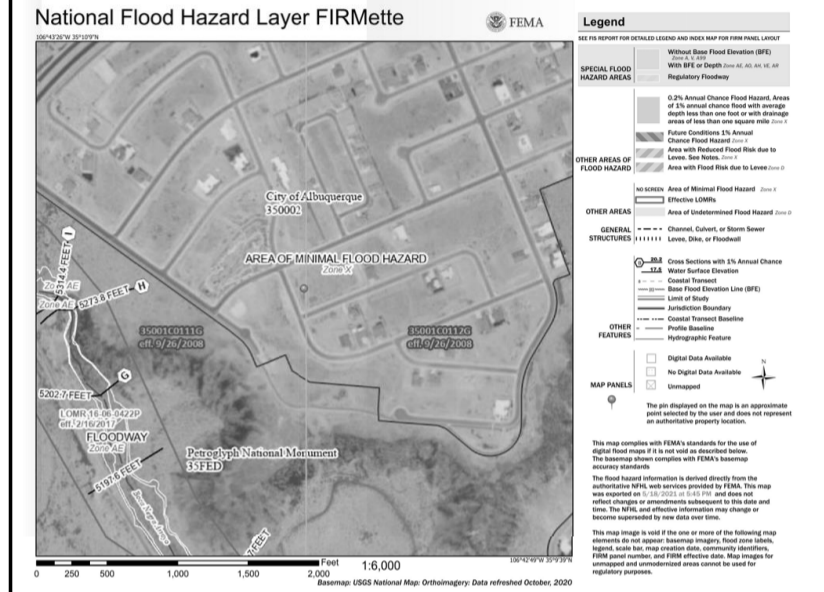 National Flood Hazard Layer FIRMette
FEMA
106°43'26"W 35°10'9"N
City of Albuquerque
350002
AREA OF MINIMAL FLOOD HAZARD
Zone X
5314.4 FEET
I
Zone AE
5273.8 FEET
H
35001C0111G
eff. 9/26/2008
35001C0112G
eff. 9/26/2008
G
5202.7 FEET
LOMR 16-06-0422P
eff. 2/16/2017
FLOODWAY
Zone AE
5197.6 FEET
Petroglyph National Monument
35FED
FEET
106°42'49"W 35°9'39"N
Feet
0 250 500 1,000 1,500 2,000
1:6,000
Basemap: USGS National Map: Orthoimagery: Data refreshed October, 2020
Legend
SEE FIS REPORT FOR DETAILED LEGEND AND INDEX MAP FOR FIRM PANEL LAYOUT
SPECIAL FLOOD
HAZARD AREAS
Without Base Flood Elevation (BFE)
Zone A, V, A99
With BFE or Depth Zone AE, AO, AH, VE, AR
Regulatory Floodway
OTHER AREAS OF
FLOOD HAZARD
0.2% Annual Chance Flood Hazard, Areas
of 1% annual chance flood with average
depth less than one foot or with drainage
areas of less than one square mile Zone X
Future Conditions 1% Annual
Chance Flood Hazard Zone X
Area with Reduced Flood Risk due to
Levee. See Notes. Zone X
Area with Flood Risk due to Levee Zone D
OTHER AREAS
NO SCREEN Area of Minimal Flood Hazard Zone X
Effective LOMRs
Area of Undetermined Flood Hazard Zone D
GENERAL
STRUCTURES
Channel, Culvert, or Storm Sewer
Levee, Dike, or Floodwall
OTHER
FEATURES
20.2 Cross Sections with 1% Annual Chance
17.5 Water Surface Elevation
Coastal Transect
Base Flood Elevation Line (BFE)
Limit of Study
Jurisdiction Boundary
Coastal Transect Baseline
Profile Baseline
Hydrographic Feature
MAP PANELS
Digital Data Available
No Digital Data Available
Unmapped
N
The pin displayed on the map is an approximate
point selected by the user and does not represent
an authoritative property location.
This map complies with FEMA's standards for the use of
digital flood maps if it is not void as described below.
The basemap shown complies with FEMA's basemap
accuracy standards
The flood hazard information is derived directly from the
authoritative NFHL web services provided by FEMA. This map
was exported on 5/18/2021 at 5:45 PM and does not
reflect changes or amendments subsequent to this date and
time. The NFHL and effective information may change or
become superseded by new data over time.
This map image is void if the one or more of the following map
elements do not appear: basemap imagery, flood zone labels,
legend, scale bar, map creation date, community identifiers,
FIRM panel number, and FIRM effective date. Map images for
unmapped and unmodernized areas cannot be used for
regulatory purposes.